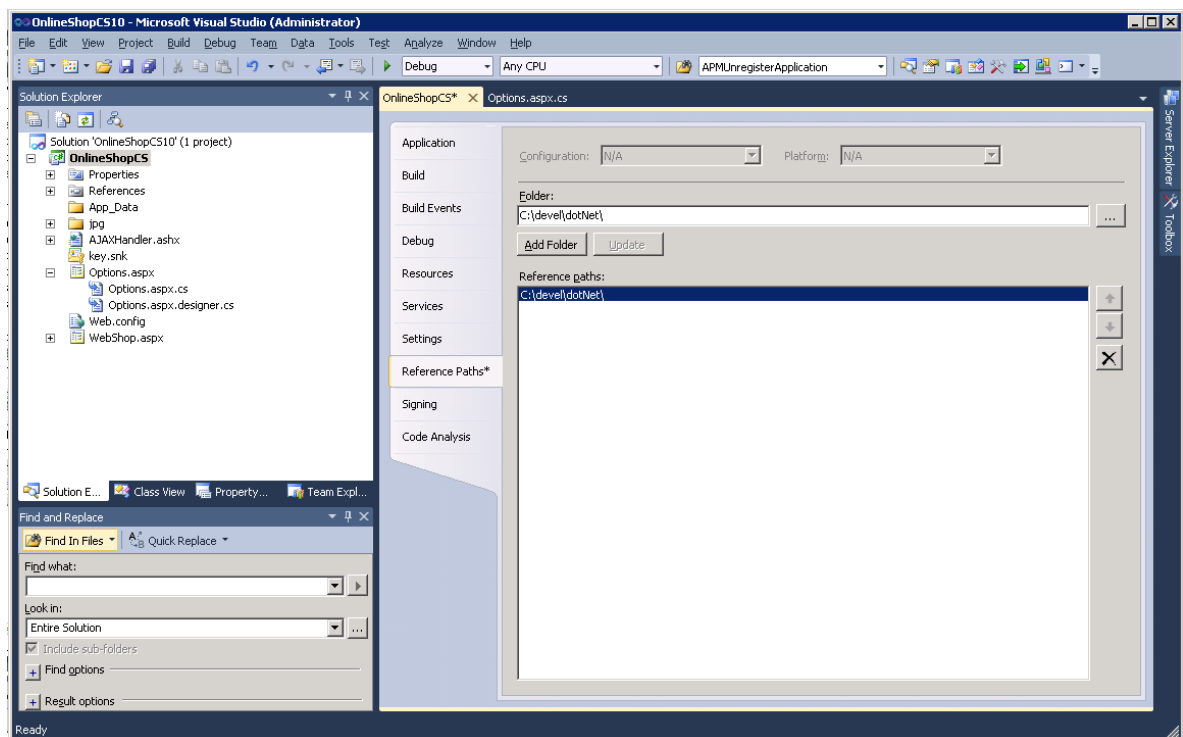 OnlineShopCS10 - Microsoft Visual Studio (Administrator)
File Edit View Project Build Debug Team Data Tools Test Analyze Window Help
Debug Any CPU APMUnregisterApplication
Solution Explorer
Solution 'OnlineShopCS10' (1 project)
OnlineShopCS
Properties
References
App_Data
jpg
AJAXHandler.ashx
key.snk
Options.aspx
Options.aspx.cs
Options.aspx.designer.cs
Web.config
WebShop.aspx
Solution E... Class View Property... Team Expl...
Find and Replace
Find In Files Quick Replace
Find what:
Look in:
Entire Solution
...
Include sub-folders
Find options
Result options
OnlineShopCS* Options.aspx.cs
Application
Build
Build Events
Debug
Resources
Services
Settings
Reference Paths*
Signing
Code Analysis
Configuration: N/A Platform: N/A
Folder:
C:\devel\dotNet\
...
Add Folder Update
Reference paths:
C:\devel\dotNet\
Server Explorer
Toolbox
Ready